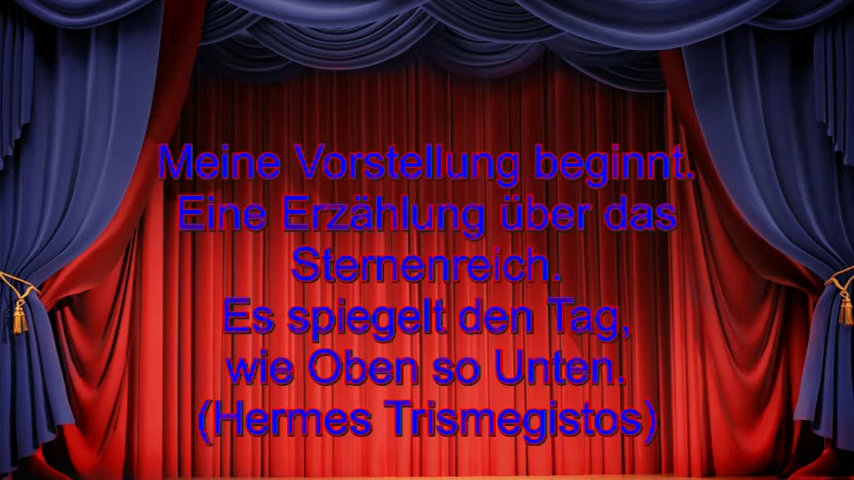 Meine Vorstellung beginnt.
Eine Erzählung über das
Sternenreich.
Es spiegelt den Tag,
wie Oben so Unten.
(Hermes Trismegistos)